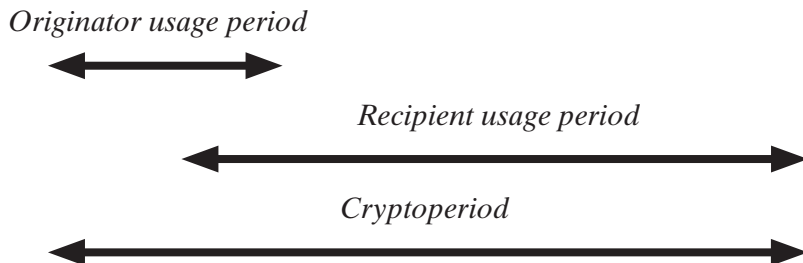 Originator usage period
Recipient usage period
Cryptoperiod